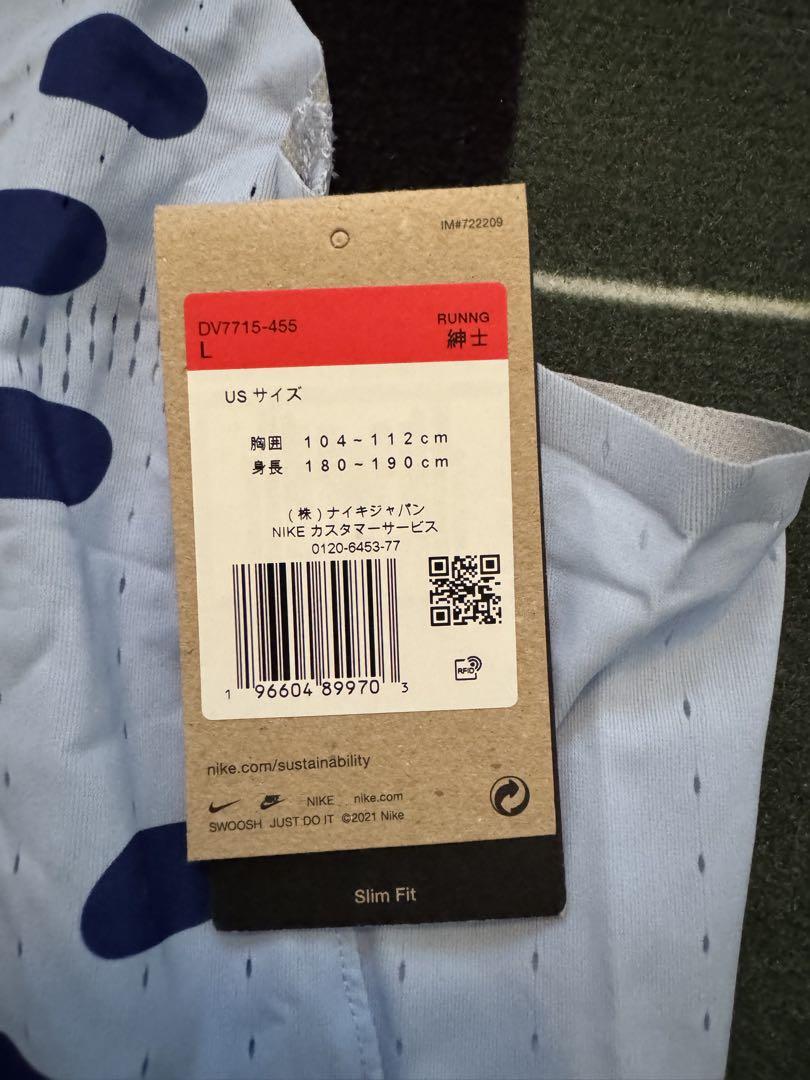 IM#722209
DV7715-455
L
RUNNG
紳士
US サイズ
胸囲 104~112cm
身長 180~190cm
(株)ナイキジャパン
NIKE カスタマーサービス
0120-6453-77
1 96604 89970 3
RFID
nike.com/sustainability
NIKE nike.com
SWOOSH JUST DO IT ©2021 Nike
Slim Fit